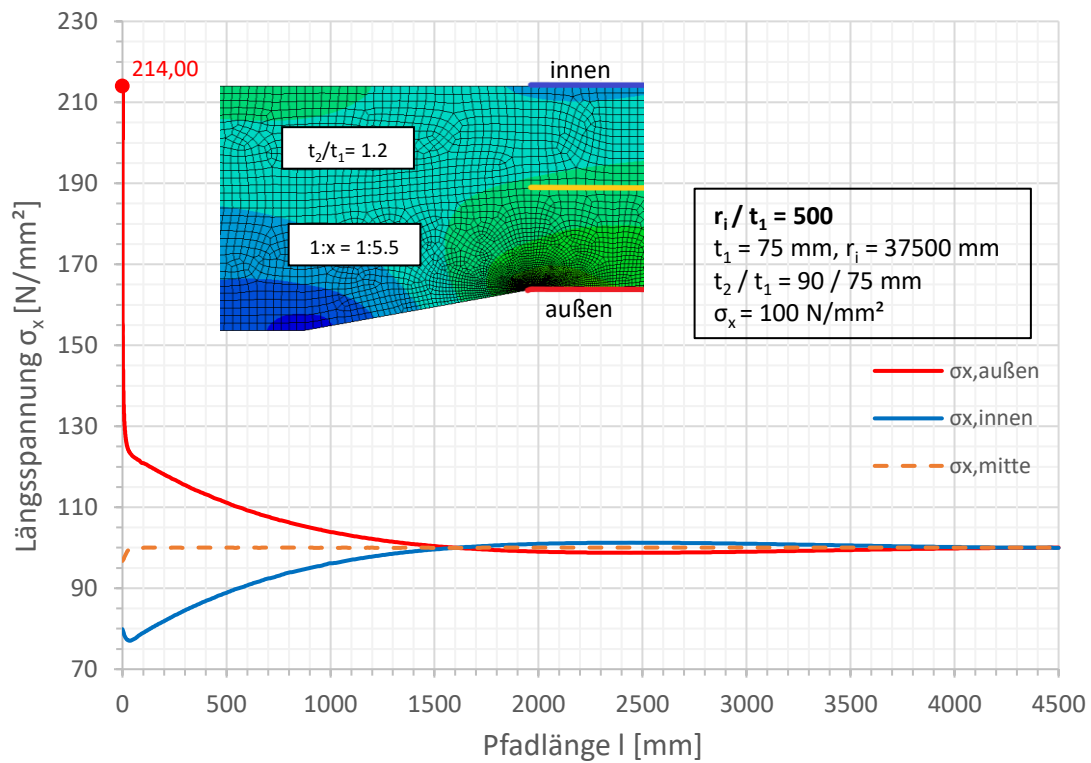 Längsspannung σₓ [N/mm²]
230
210
190
170
150
130
110
90
70
214,00
innen
t₂/t₁= 1.2
1:x = 1:5.5
außen
rᵢ / t₁ = 500
t₁ = 75 mm, rᵢ = 37500 mm
t₂ / t₁ = 90 / 75 mm
σₓ = 100 N/mm²
σx,außen
σx,innen
σx,mitte
0 500 1000 1500 2000 2500 3000 3500 4000 4500
Pfadlänge l [mm]